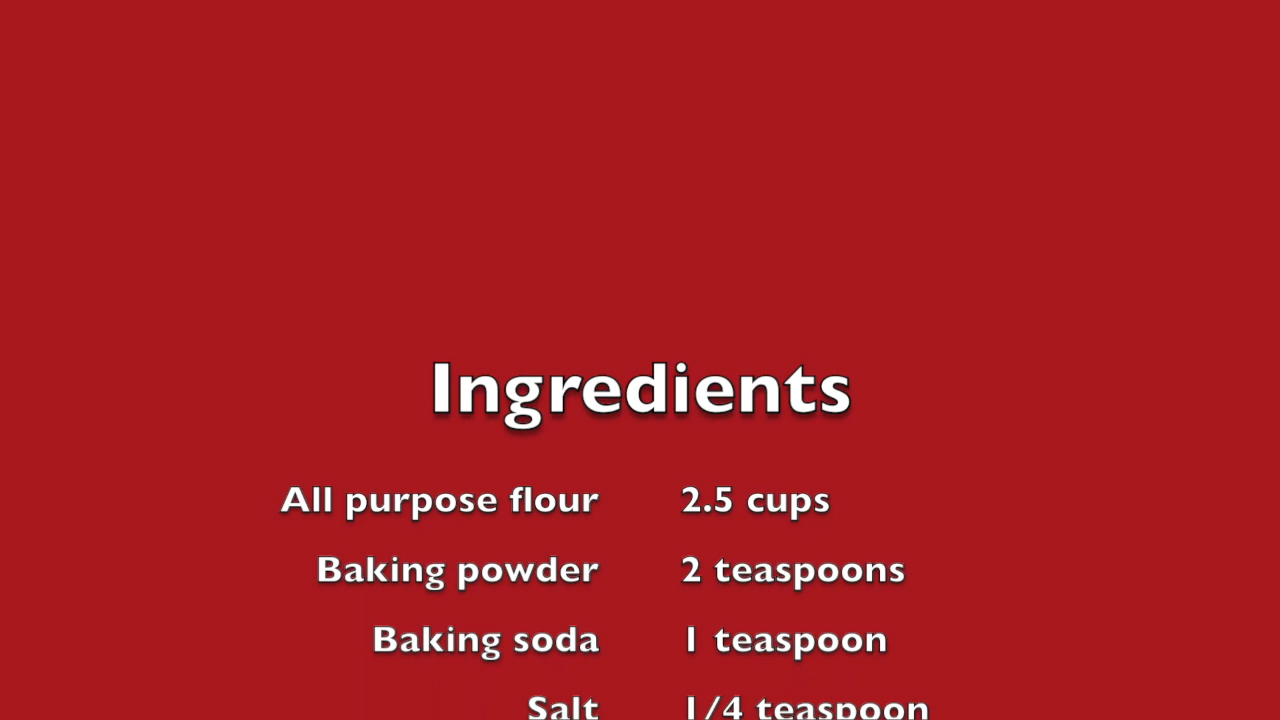 Ingredients
All purpose flour 2.5 cups
Baking powder 2 teaspoons
Baking soda 1 teaspoon
Salt 1/4 teaspoon